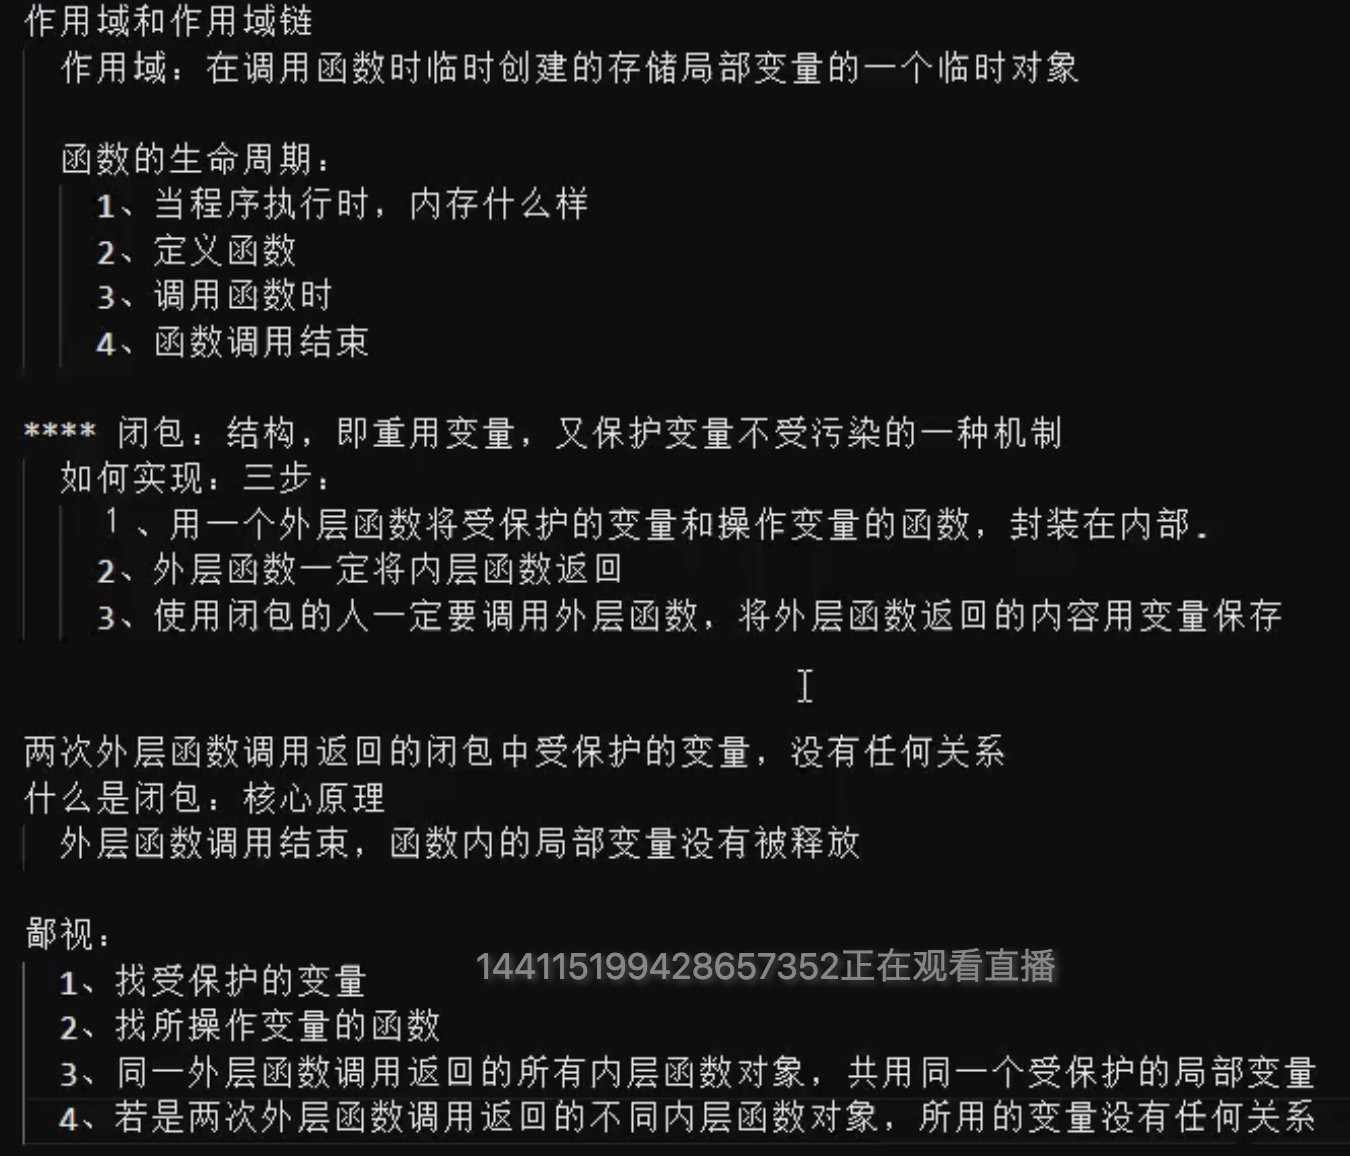 作用域和作用域链
作用域：在调用函数时临时创建的存储局部变量的一个临时对象
函数的生命周期：
1、当程序执行时，内存什么样
2、定义函数
3、调用函数时
4、函数调用结束
**** 闭包：结构，即重用变量，又保护变量不受污染的一种机制
如何实现：三步：
1、用一个外层函数将受保护的变量和操作变量的函数，封装在内部.
2、外层函数一定将内层函数返回
3、使用闭包的人一定要调用外层函数，将外层函数返回的内容用变量保存
两次外层函数调用返回的闭包中受保护的变量，没有任何关系
什么是闭包：核心原理
外层函数调用结束，函数内的局部变量没有被释放
鄙视：
144115199428657352正在观看直播
1、找受保护的变量
2、找所操作变量的函数
3、同一外层函数调用返回的所有内层函数对象，共用同一个受保护的局部变量
4、若是两次外层函数调用返回的不同内层函数对象，所用的变量没有任何关系